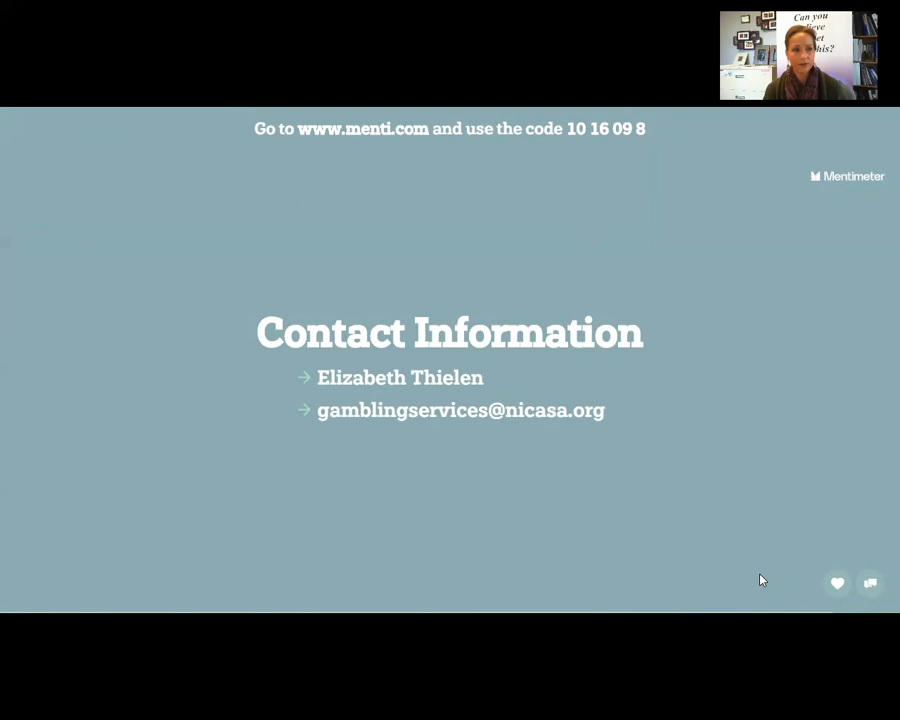 Can you
his?
Go to www.menti.com and use the code 10 16 09 8
Mentimeter
Contact Information
→ Elizabeth Thielen
→ gamblingservices@nicasa.org